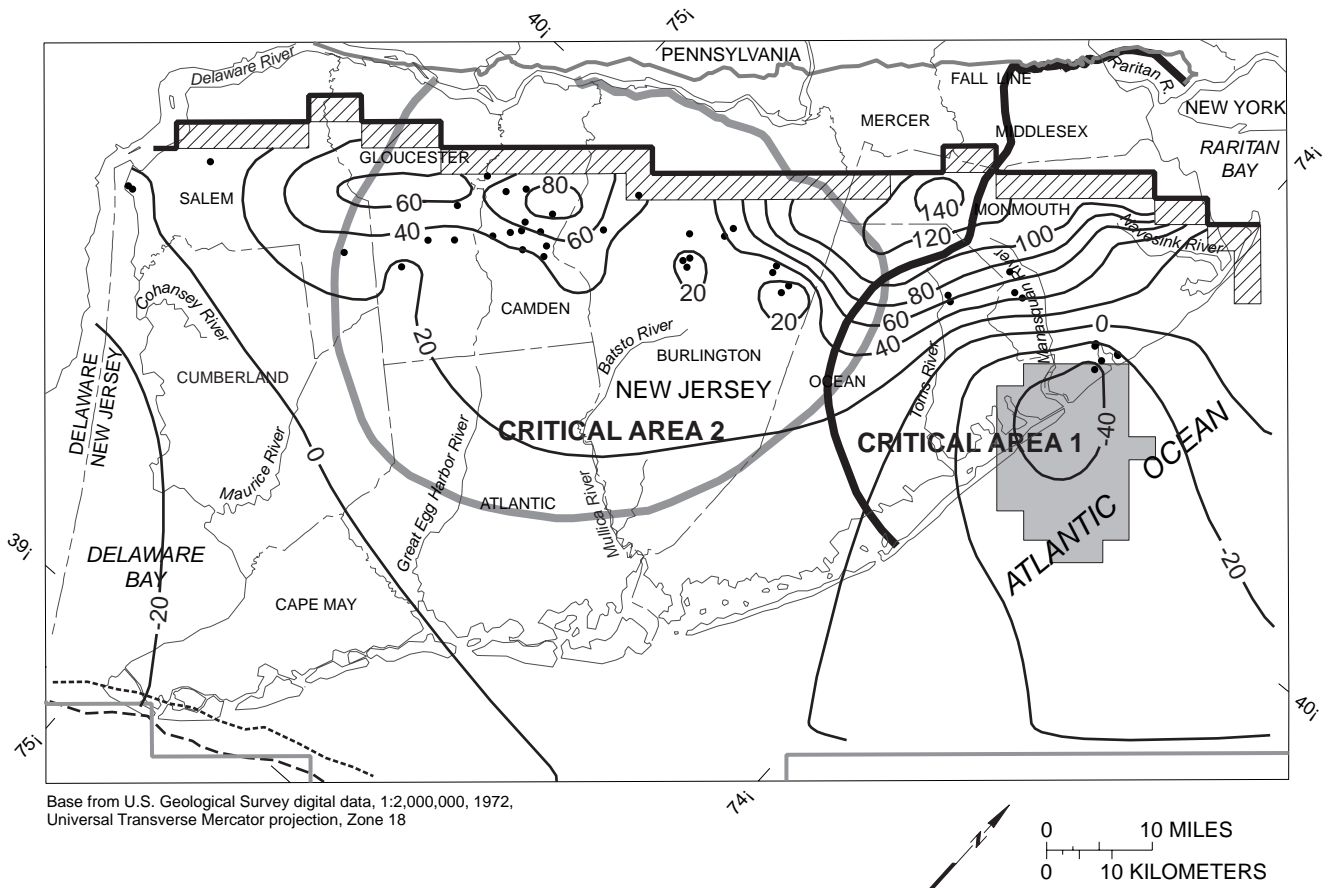 40i
75i
Delaware River
PENNSYLVANIA
FALL LINE
Raritan R.
NEW YORK
MERCER
MIDDLESEX
RARITAN
BAY
74i
GLOUCESTER
SALEM
80
60
140
MONMOUTH
Navesink River
40
60
120
100
Cohansey River
CAMDEN
20
80
Manasquan River
20
20
60
0
Batsto River
BURLINGTON
40
DELAWARE
NEW JERSEY
CUMBERLAND
NEW JERSEY
OCEAN
Toms River
CRITICAL AREA 2
CRITICAL AREA 1
-40
OCEAN
0
Maurice River
Great Egg Harbor River
ATLANTIC
Mullica River
ATLANTIC
39i
DELAWARE
BAY
-20
-20
CAPE MAY
40i
75i
74i
Base from U.S. Geological Survey digital data, 1:2,000,000, 1972,
Universal Transverse Mercator projection, Zone 18
N
0 10 MILES
0 10 KILOMETERS